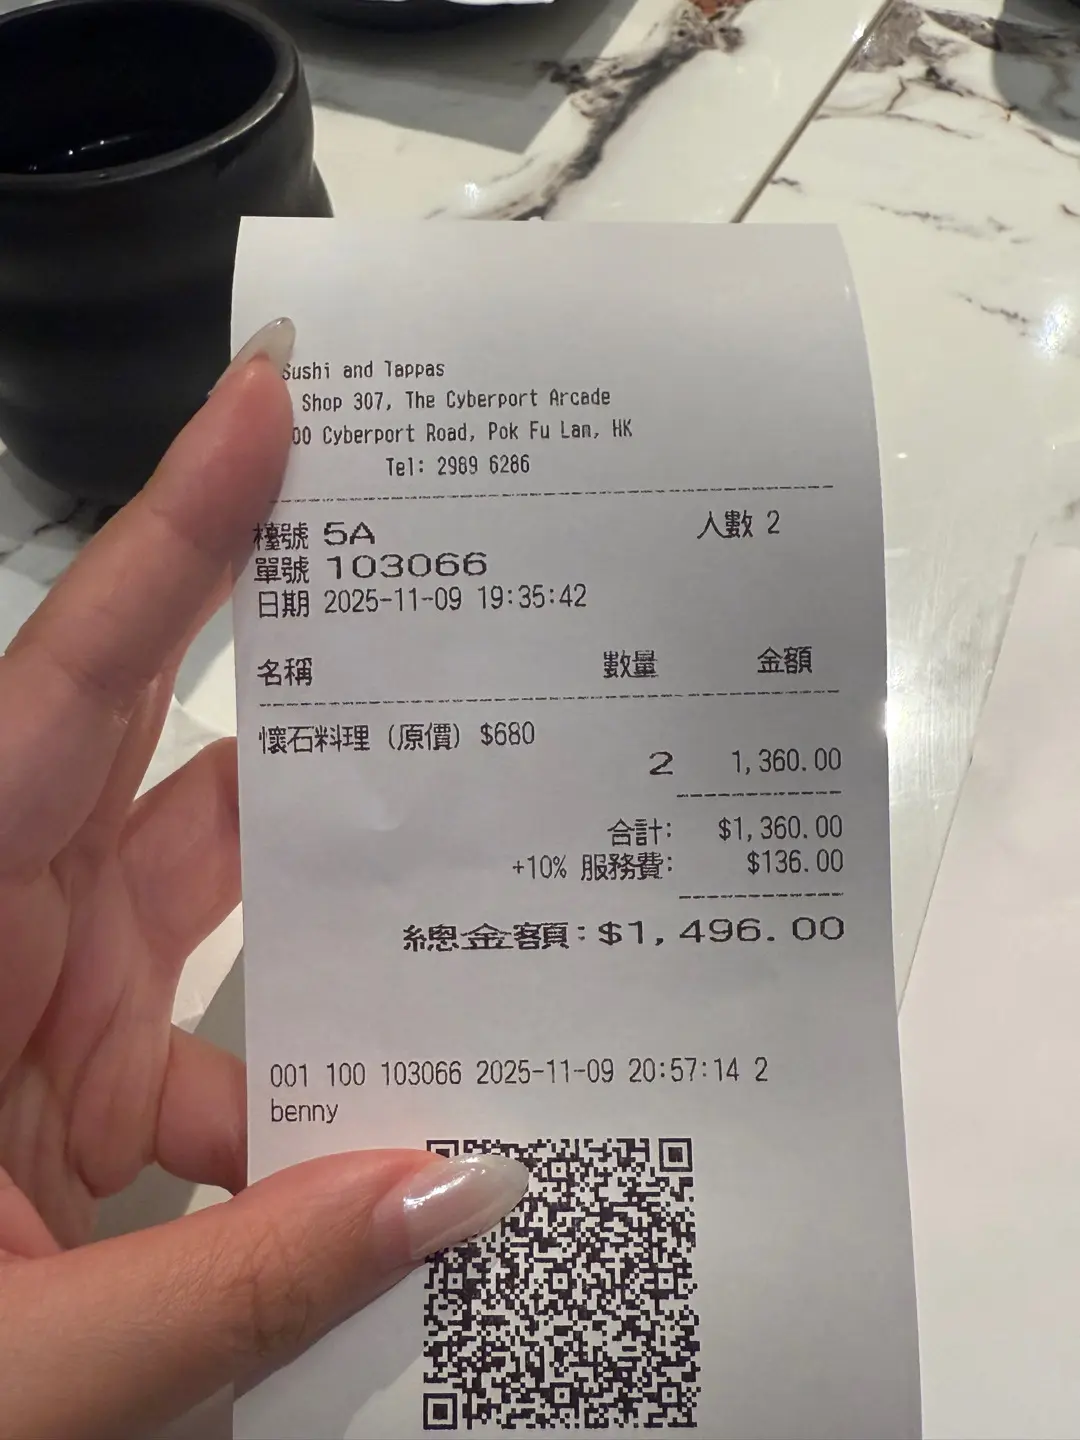 Sushi and Tappas
Shop 307, The Cyberport Arcade
00 Cyberport Road, Pok Fu Lam, HK
Tel: 2989 6286
檯號 5A 人數 2
單號 103066
日期 2025-11-09 19:35:42
名稱 數量 金額
懷石料理 (原價) $680
2 1,360.00
合計: $1,360.00
+10% 服務費: $136.00
總金額: $1,496.00
001 100 103066 2025-11-09 20:57:14 2
benny